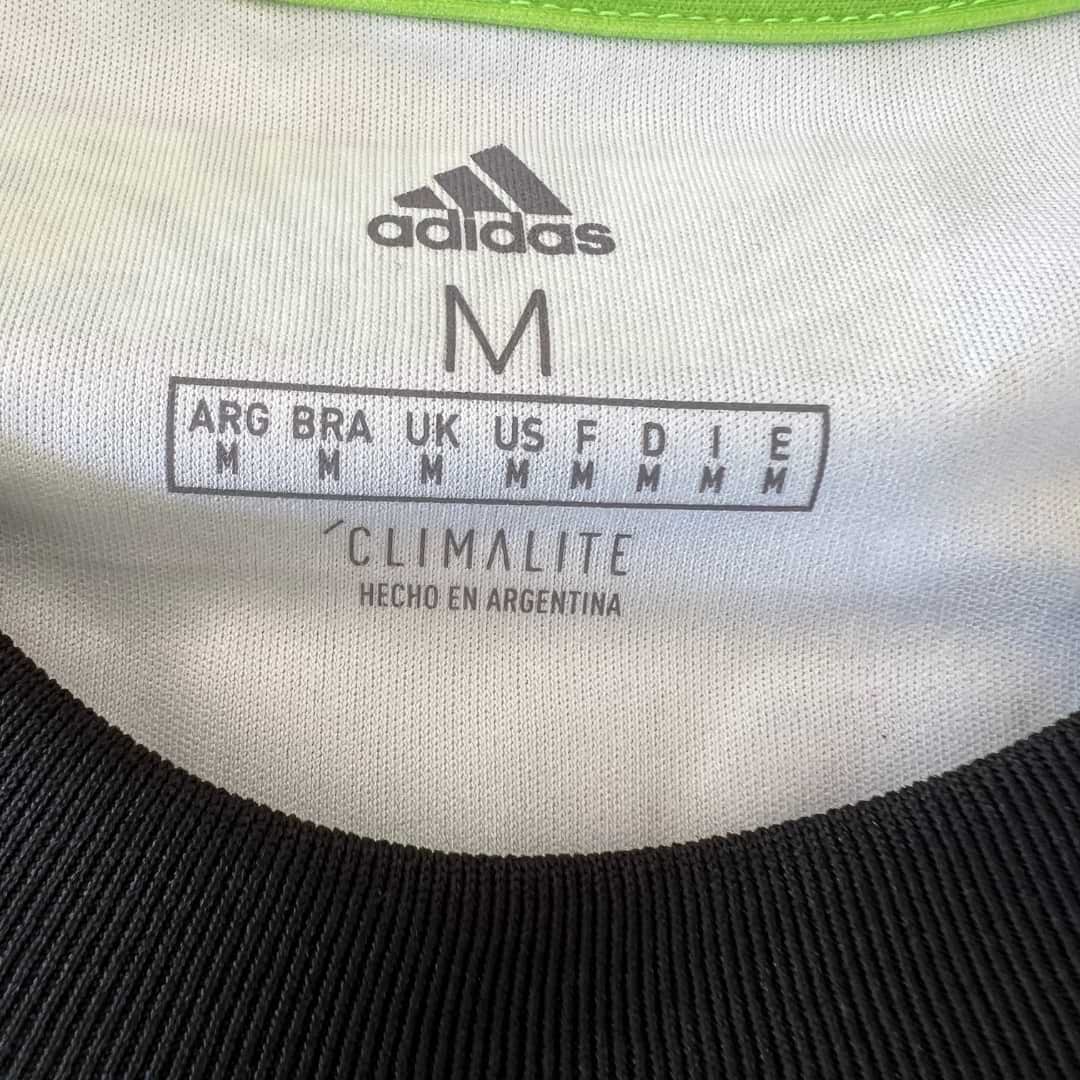 adidas
M
ARG BRA UK US F D I E
M M M M M M M M
´CLIMALITE
HECHO EN ARGENTINA